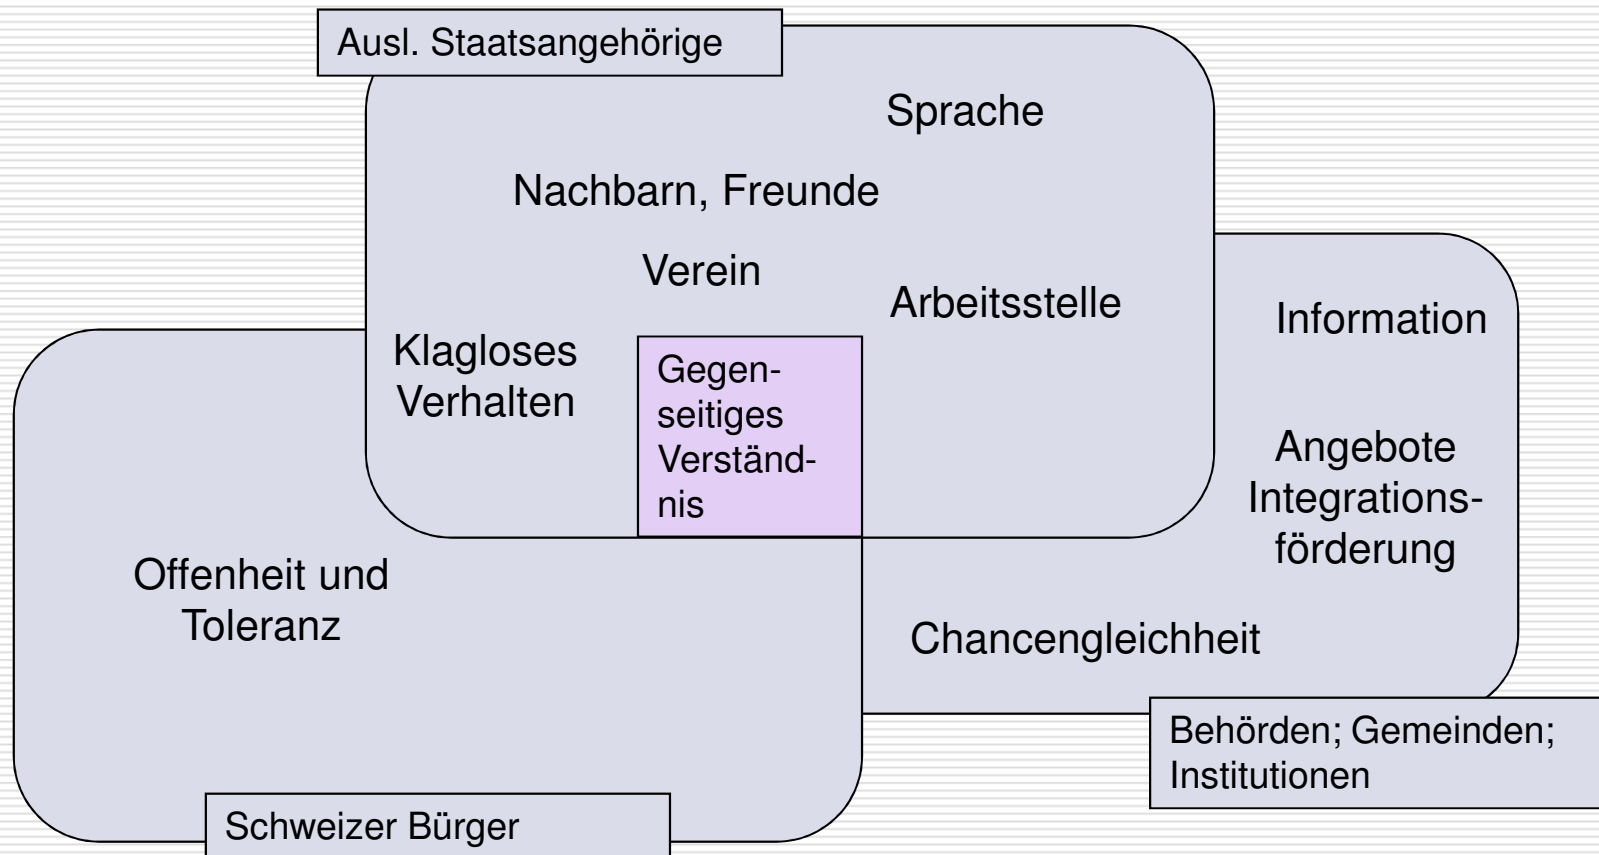 Ausl. Staatsangehörige
Sprache
Nachbarn, Freunde
Verein
Arbeitsstelle
Klagloses
Verhalten
Gegen-
seitiges
Verständ-
nis
Information
Angebote
Integrations-
förderung
Offenheit und
Toleranz
Chancengleichheit
Behörden; Gemeinden;
Institutionen
Schweizer Bürger